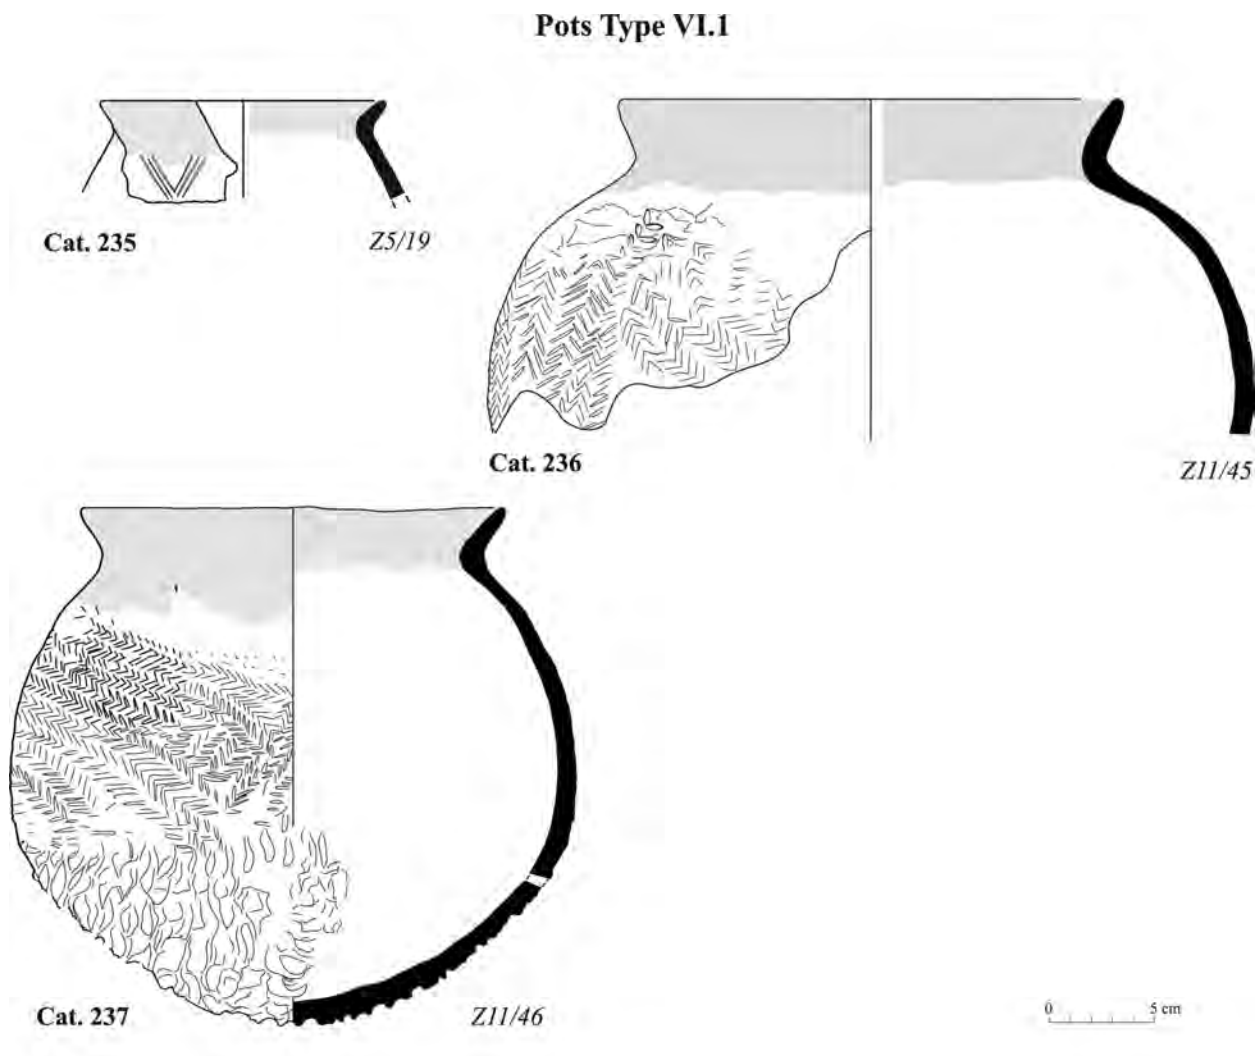 Pots Type VI.1
Cat. 235
Z5/19
Cat. 236
Z11/45
Cat. 237
Z11/46
0 5 cm